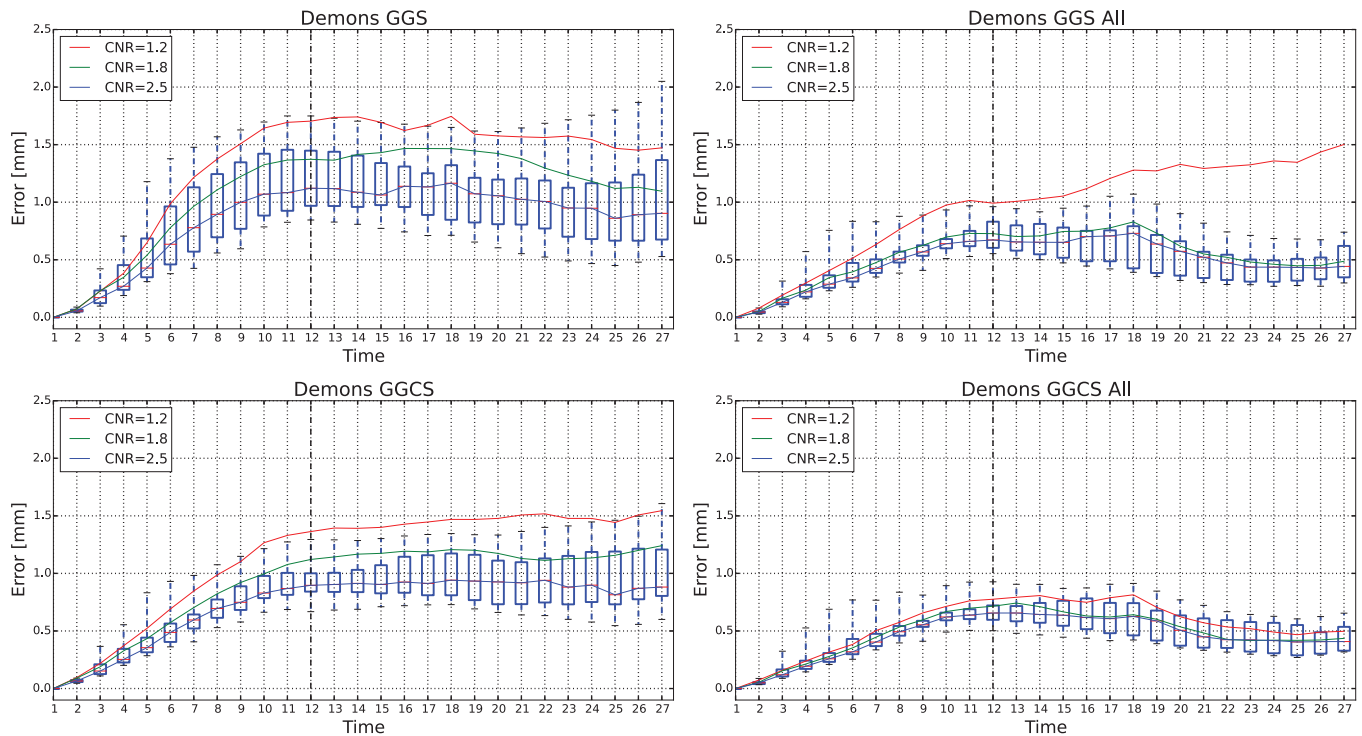 Demons GGS
CNR=1.2
CNR=1.8
CNR=2.5
Error [mm]
2.5
2.0
1.5
1.0
0.5
0.0
1 2 3 4 5 6 7 8 9 10 11 12 13 14 15 16 17 18 19 20 21 22 23 24 25 26 27
Time
Demons GGS All
CNR=1.2
CNR=1.8
CNR=2.5
Error [mm]
2.5
2.0
1.5
1.0
0.5
0.0
1 2 3 4 5 6 7 8 9 10 11 12 13 14 15 16 17 18 19 20 21 22 23 24 25 26 27
Time
Demons GGCS
CNR=1.2
CNR=1.8
CNR=2.5
Error [mm]
2.5
2.0
1.5
1.0
0.5
0.0
1 2 3 4 5 6 7 8 9 10 11 12 13 14 15 16 17 18 19 20 21 22 23 24 25 26 27
Time
Demons GGCS All
CNR=1.2
CNR=1.8
CNR=2.5
Error [mm]
2.5
2.0
1.5
1.0
0.5
0.0
1 2 3 4 5 6 7 8 9 10 11 12 13 14 15 16 17 18 19 20 21 22 23 24 25 26 27
Time